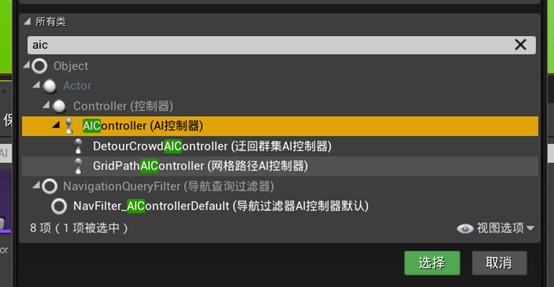 所有类
aic
Object
Actor
Controller (控制器)
AIController (AI控制器)
DetourCrowdAIController (迂回群集AI控制器)
GridPathAIController (网格路径AI控制器)
NavigationQueryFilter (导航查询过滤器)
NavFilter_AIControllerDefault (导航过滤器AI控制器默认)
8 项 (1 项被选中) 视图选项
选择 取消